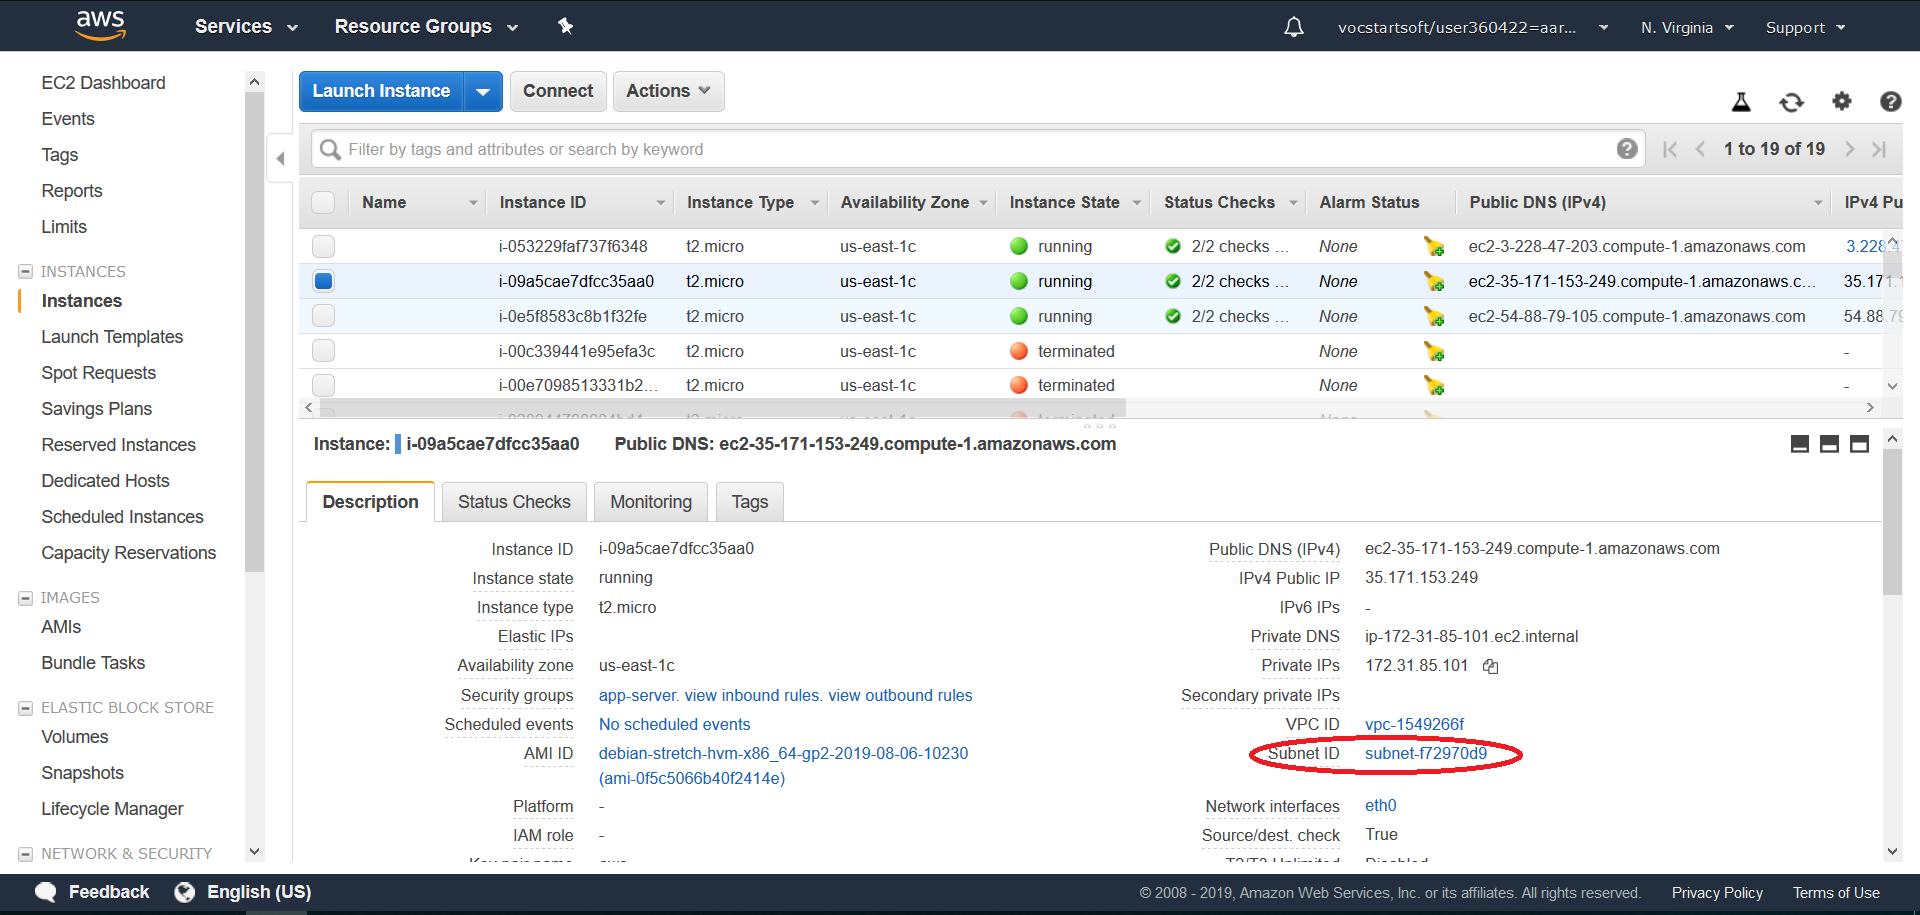 aws Services Resource Groups vocstartsoft/user360422=aar... N. Virginia Support
EC2 Dashboard
Events
Tags
Reports
Limits
INSTANCES
Instances
Launch Templates
Spot Requests
Savings Plans
Reserved Instances
Dedicated Hosts
Scheduled Instances
Capacity Reservations
IMAGES
AMIs
Bundle Tasks
ELASTIC BLOCK STORE
Volumes
Snapshots
Lifecycle Manager
NETWORK & SECURITY
Launch Instance Connect Actions
Filter by tags and attributes or search by keyword 1 to 19 of 19
Name Instance ID Instance Type Availability Zone Instance State Status Checks Alarm Status Public DNS (IPv4) IPv4 Pu
i-053229faf737f6348 t2.micro us-east-1c running 2/2 checks ... None ec2-3-228-47-203.compute-1.amazonaws.com 3.228.4
i-09a5cae7dfcc35aa0 t2.micro us-east-1c running 2/2 checks ... None ec2-35-171-153-249.compute-1.amazonaws.c... 35.171.1
i-0e5f8583c8b1f32fe t2.micro us-east-1c running 2/2 checks ... None ec2-54-88-79-105.compute-1.amazonaws.com 54.88.79
i-00c339441e95efa3c t2.micro us-east-1c terminated None -
i-00e7098513331b2... t2.micro us-east-1c terminated None -
Instance: i-09a5cae7dfcc35aa0 Public DNS: ec2-35-171-153-249.compute-1.amazonaws.com
Description Status Checks Monitoring Tags
Instance ID i-09a5cae7dfcc35aa0 Public DNS (IPv4) ec2-35-171-153-249.compute-1.amazonaws.com
Instance state running IPv4 Public IP 35.171.153.249
Instance type t2.micro IPv6 IPs -
Elastic IPs Private DNS ip-172-31-85-101.ec2.internal
Availability zone us-east-1c Private IPs 172.31.85.101
Security groups app-server. view inbound rules. view outbound rules Secondary private IPs
Scheduled events No scheduled events VPC ID vpc-1549266f
AMI ID debian-stretch-hvm-x86_64-gp2-2019-08-06-10230 Subnet ID subnet-f72970d9
(ami-0f5c5066b40f2414e)
Platform - Network interfaces eth0
IAM role - Source/dest. check True
Key pair name aws T2/T3 Unlimited Disabled
Feedback English (US) © 2008 - 2019, Amazon Web Services, Inc. or its affiliates. All rights reserved. Privacy Policy Terms of Use